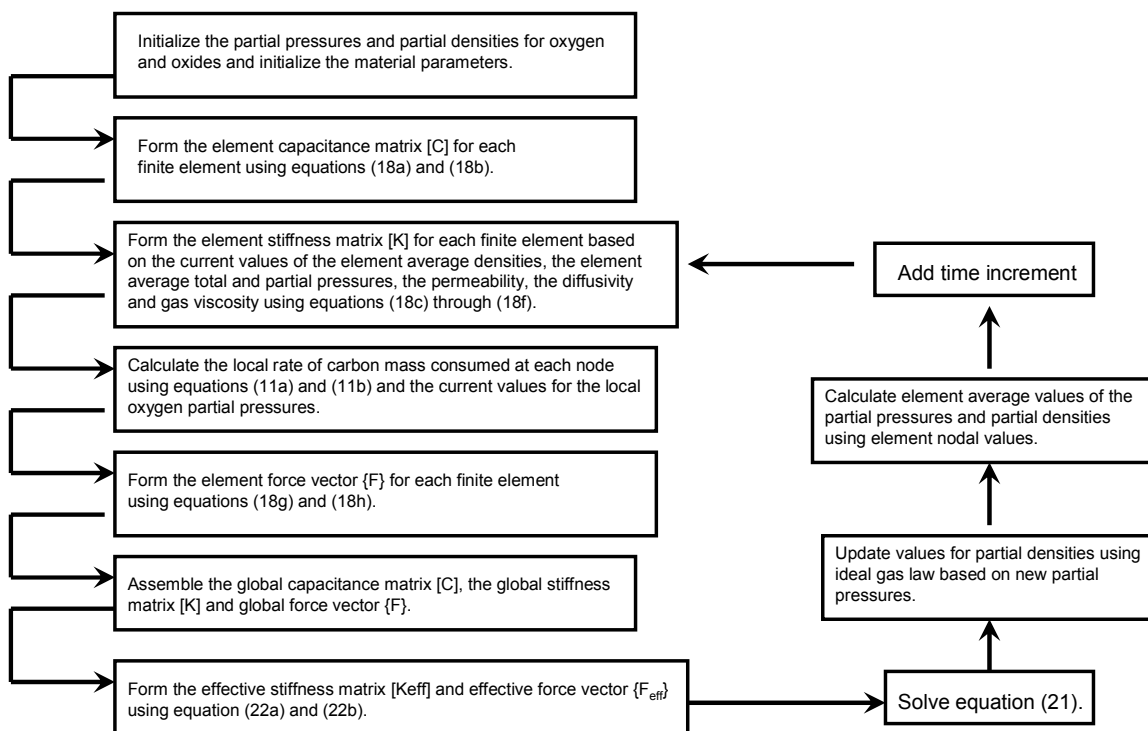 Initialize the partial pressures and partial densities for oxygen
and oxides and initialize the material parameters.
Form the element capacitance matrix [C] for each
finite element using equations (18a) and (18b).
Form the element stiffness matrix [K] for each finite element based
on the current values of the element average densities, the element
average total and partial pressures, the permeability, the diffusivity
and gas viscosity using equations (18c) through (18f).
Calculate the local rate of carbon mass consumed at each node
using equations (11a) and (11b) and the current values for the local
oxygen partial pressures.
Form the element force vector {F} for each finite element
using equations (18g) and (18h).
Assemble the global capacitance matrix [C], the global stiffness
matrix [K] and global force vector {F}.
Form the effective stiffness matrix [Keff] and effective force vector {F_eff}
using equation (22a) and (22b).
Solve equation (21).
Update values for partial densities using
ideal gas law based on new partial
pressures.
Calculate element average values of the
partial pressures and partial densities
using element nodal values.
Add time increment